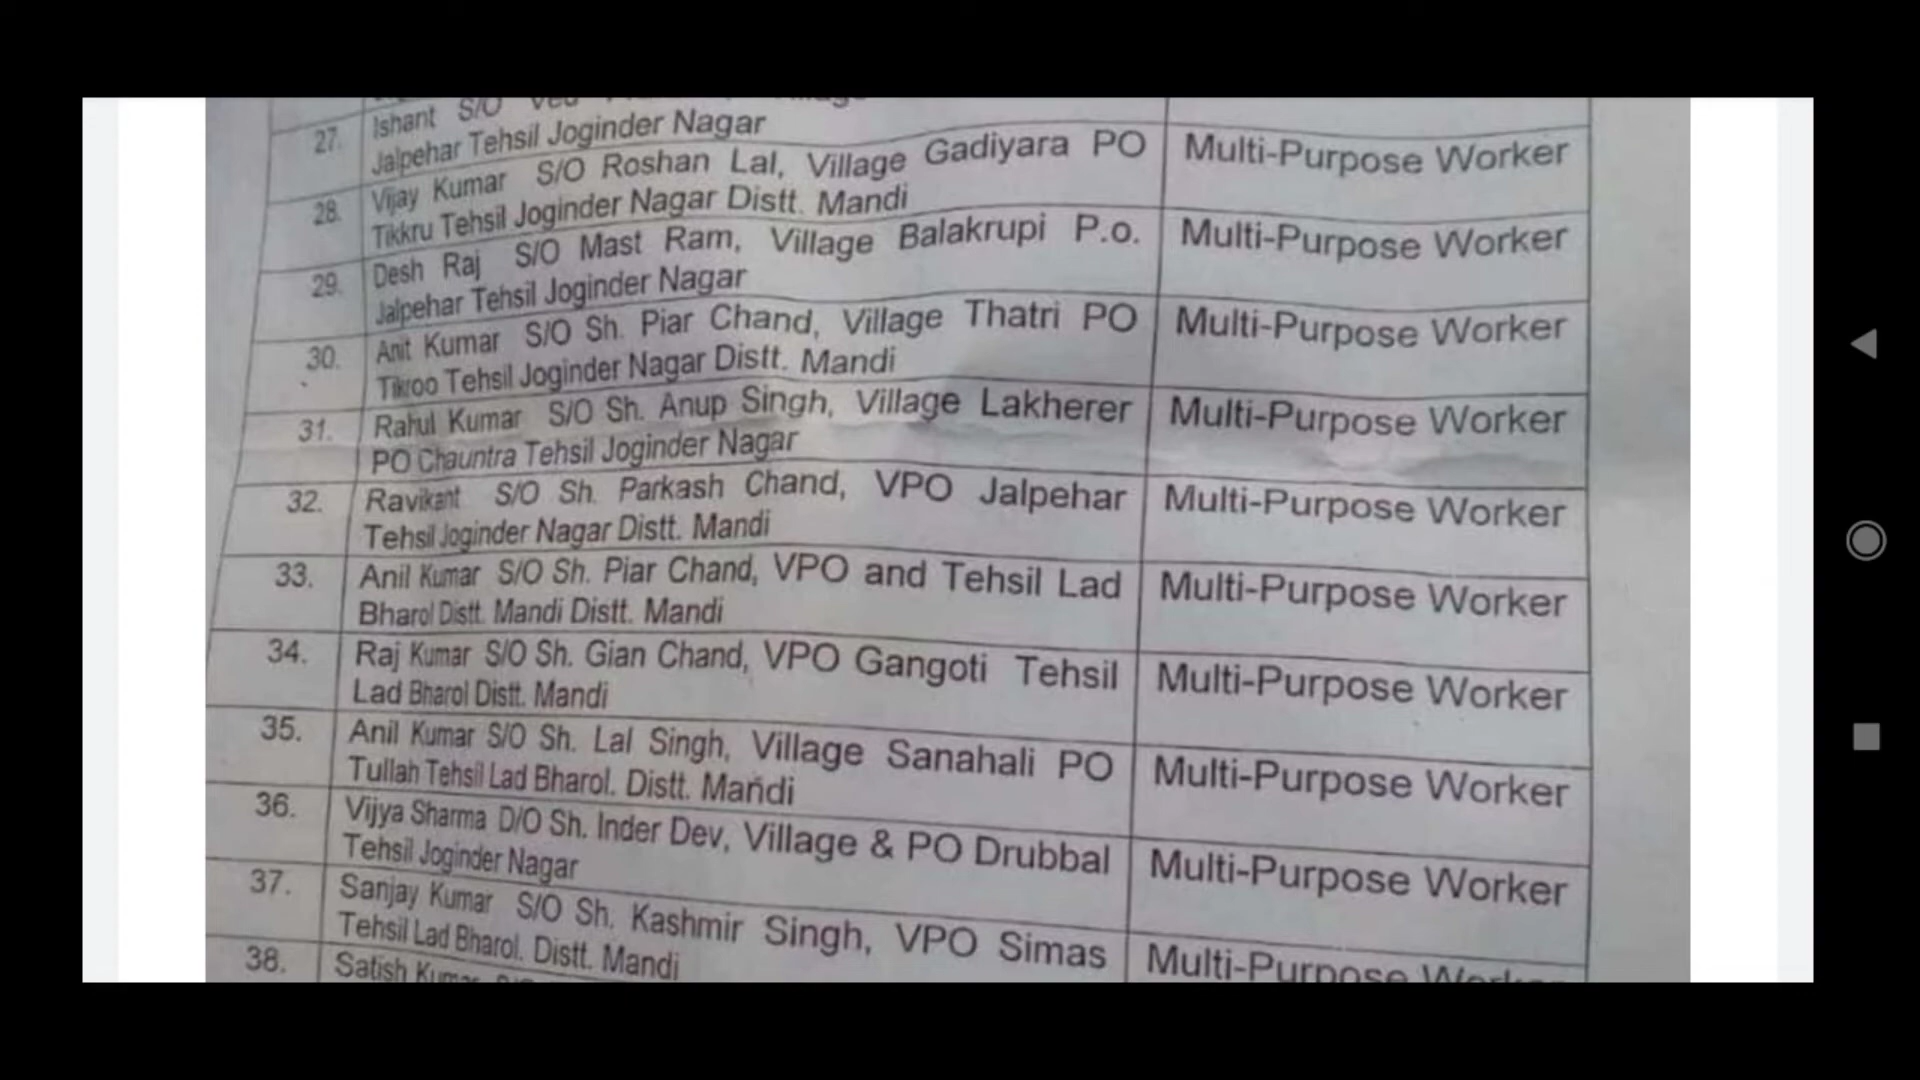 27. Ishant S/O
Jalpehar Tehsil Joginder Nagar
28. Vijay Kumar S/O Roshan Lal, Village Gadiyara PO Multi-Purpose Worker
Tikkru Tehsil Joginder Nagar Distt. Mandi
29. Desh Raj S/O Mast Ram, Village Balakrupi P.o. Multi-Purpose Worker
Jalpehar Tehsil Joginder Nagar
30. Anit Kumar S/O Sh. Piar Chand, Village Thatri PO Multi-Purpose Worker
Tikroo Tehsil Joginder Nagar Distt. Mandi
31. Rahul Kumar S/O Sh. Anup Singh, Village Lakherer Multi-Purpose Worker
PO Chauntra Tehsil Joginder Nagar
32. Ravikant S/O Sh. Parkash Chand, VPO Jalpehar Multi-Purpose Worker
Tehsil Joginder Nagar Distt. Mandi
33. Anil Kumar S/O Sh. Piar Chand, VPO and Tehsil Lad Multi-Purpose Worker
Bharol Distt. Mandi Distt. Mandi
34. Raj Kumar S/O Sh. Gian Chand, VPO Gangoti Tehsil Multi-Purpose Worker
Lad Bharol Distt. Mandi
35. Anil Kumar S/O Sh. Lal Singh, Village Sanahali PO Multi-Purpose Worker
Tullah Tehsil Lad Bharol. Distt. Mandi
36. Vijya Sharma D/O Sh. Inder Dev, Village & PO Drubbal Multi-Purpose Worker
Tehsil Joginder Nagar
37. Sanjay Kumar S/O Sh. Kashmir Singh, VPO Simas Multi-Purpose Worker
Tehsil Lad Bharol. Distt. Mandi
38. Satish Kumar